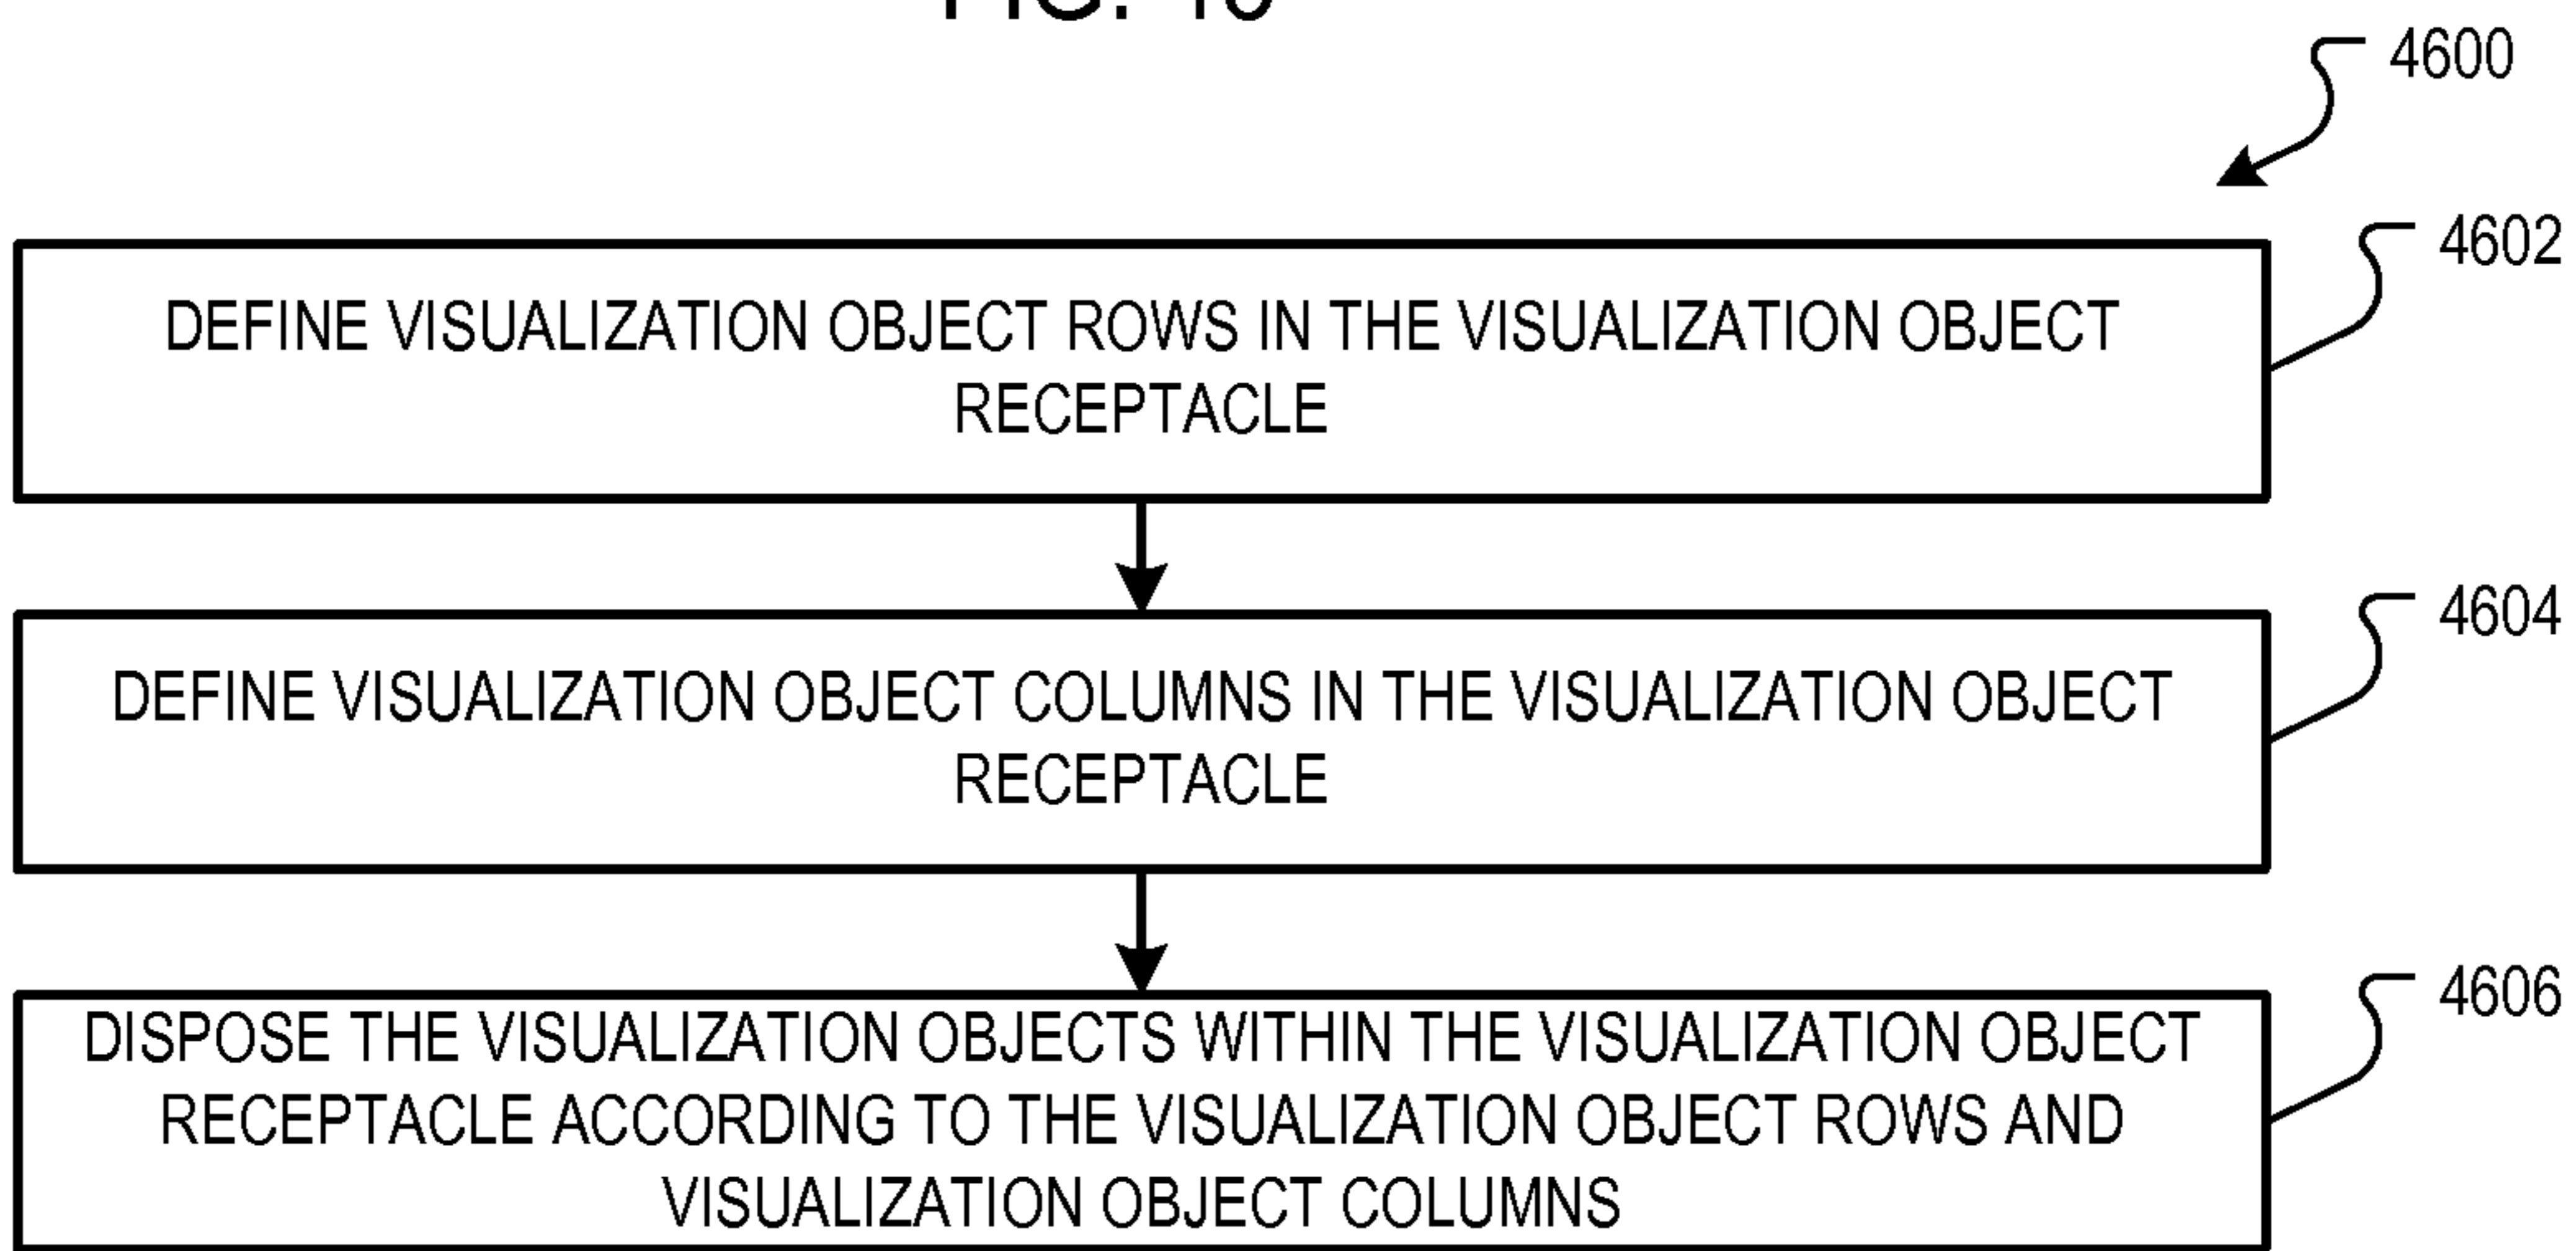 FIG.
4600
4602
DEFINE VISUALIZATION OBJECT ROWS IN THE VISUALIZATION OBJECT
RECEPTACLE
4604
DEFINE VISUALIZATION OBJECT COLUMNS IN THE VISUALIZATION OBJECT
RECEPTACLE
4606
DISPOSE THE VISUALIZATION OBJECTS WITHIN THE VISUALIZATION OBJECT
RECEPTACLE ACCORDING TO THE VISUALIZATION OBJECT ROWS AND
VISUALIZATION OBJECT COLUMNS